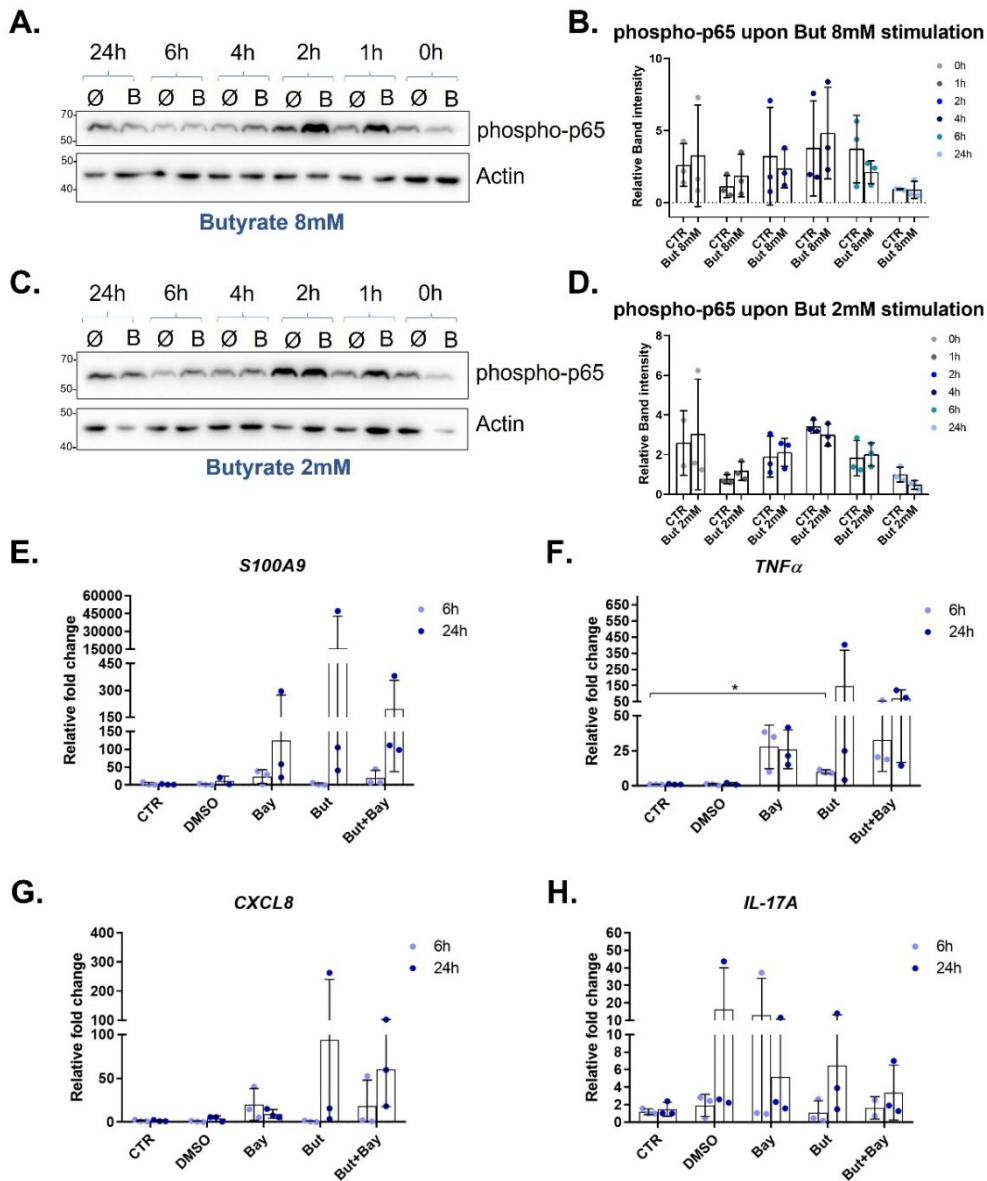 A.
24h 6h 4h 2h 1h 0h
Ø B Ø B Ø B Ø B Ø B Ø B
70
50
phospho-p65
50
40
Actin
Butyrate 8mM
B.
phospho-p65 upon But 8mM stimulation
Relative Band intensity
10
5
0
CTR But 8mM CTR But 8mM CTR But 8mM CTR But 8mM CTR But 8mM CTR But 8mM
0h
1h
2h
4h
6h
24h
C.
24h 6h 4h 2h 1h 0h
Ø B Ø B Ø B Ø B Ø B Ø B
70
50
phospho-p65
50
40
Actin
Butyrate 2mM
D.
phospho-p65 upon But 2mM stimulation
Relative Band intensity
8
6
4
2
0
CTR But 2mM CTR But 2mM CTR But 2mM CTR But 2mM CTR But 2mM CTR But 2mM
0h
1h
2h
4h
6h
24h
E.
S100A9
Relative fold change
60000
45000
30000
15000
450
300
150
150
100
50
0
CTR DMSO Bay But But+Bay
6h
24h
F.
TNFα
Relative fold change
650
550
450
350
250
150
50
50
25
0
*
CTR DMSO Bay But But+Bay
6h
24h
G.
CXCL8
Relative fold change
400
300
200
100
100
50
0
CTR DMSO Bay But But+Bay
6h
24h
H.
IL-17A
Relative fold change
60
50
40
30
20
10
10
8
6
4
2
0
CTR DMSO Bay But But+Bay
6h
24h